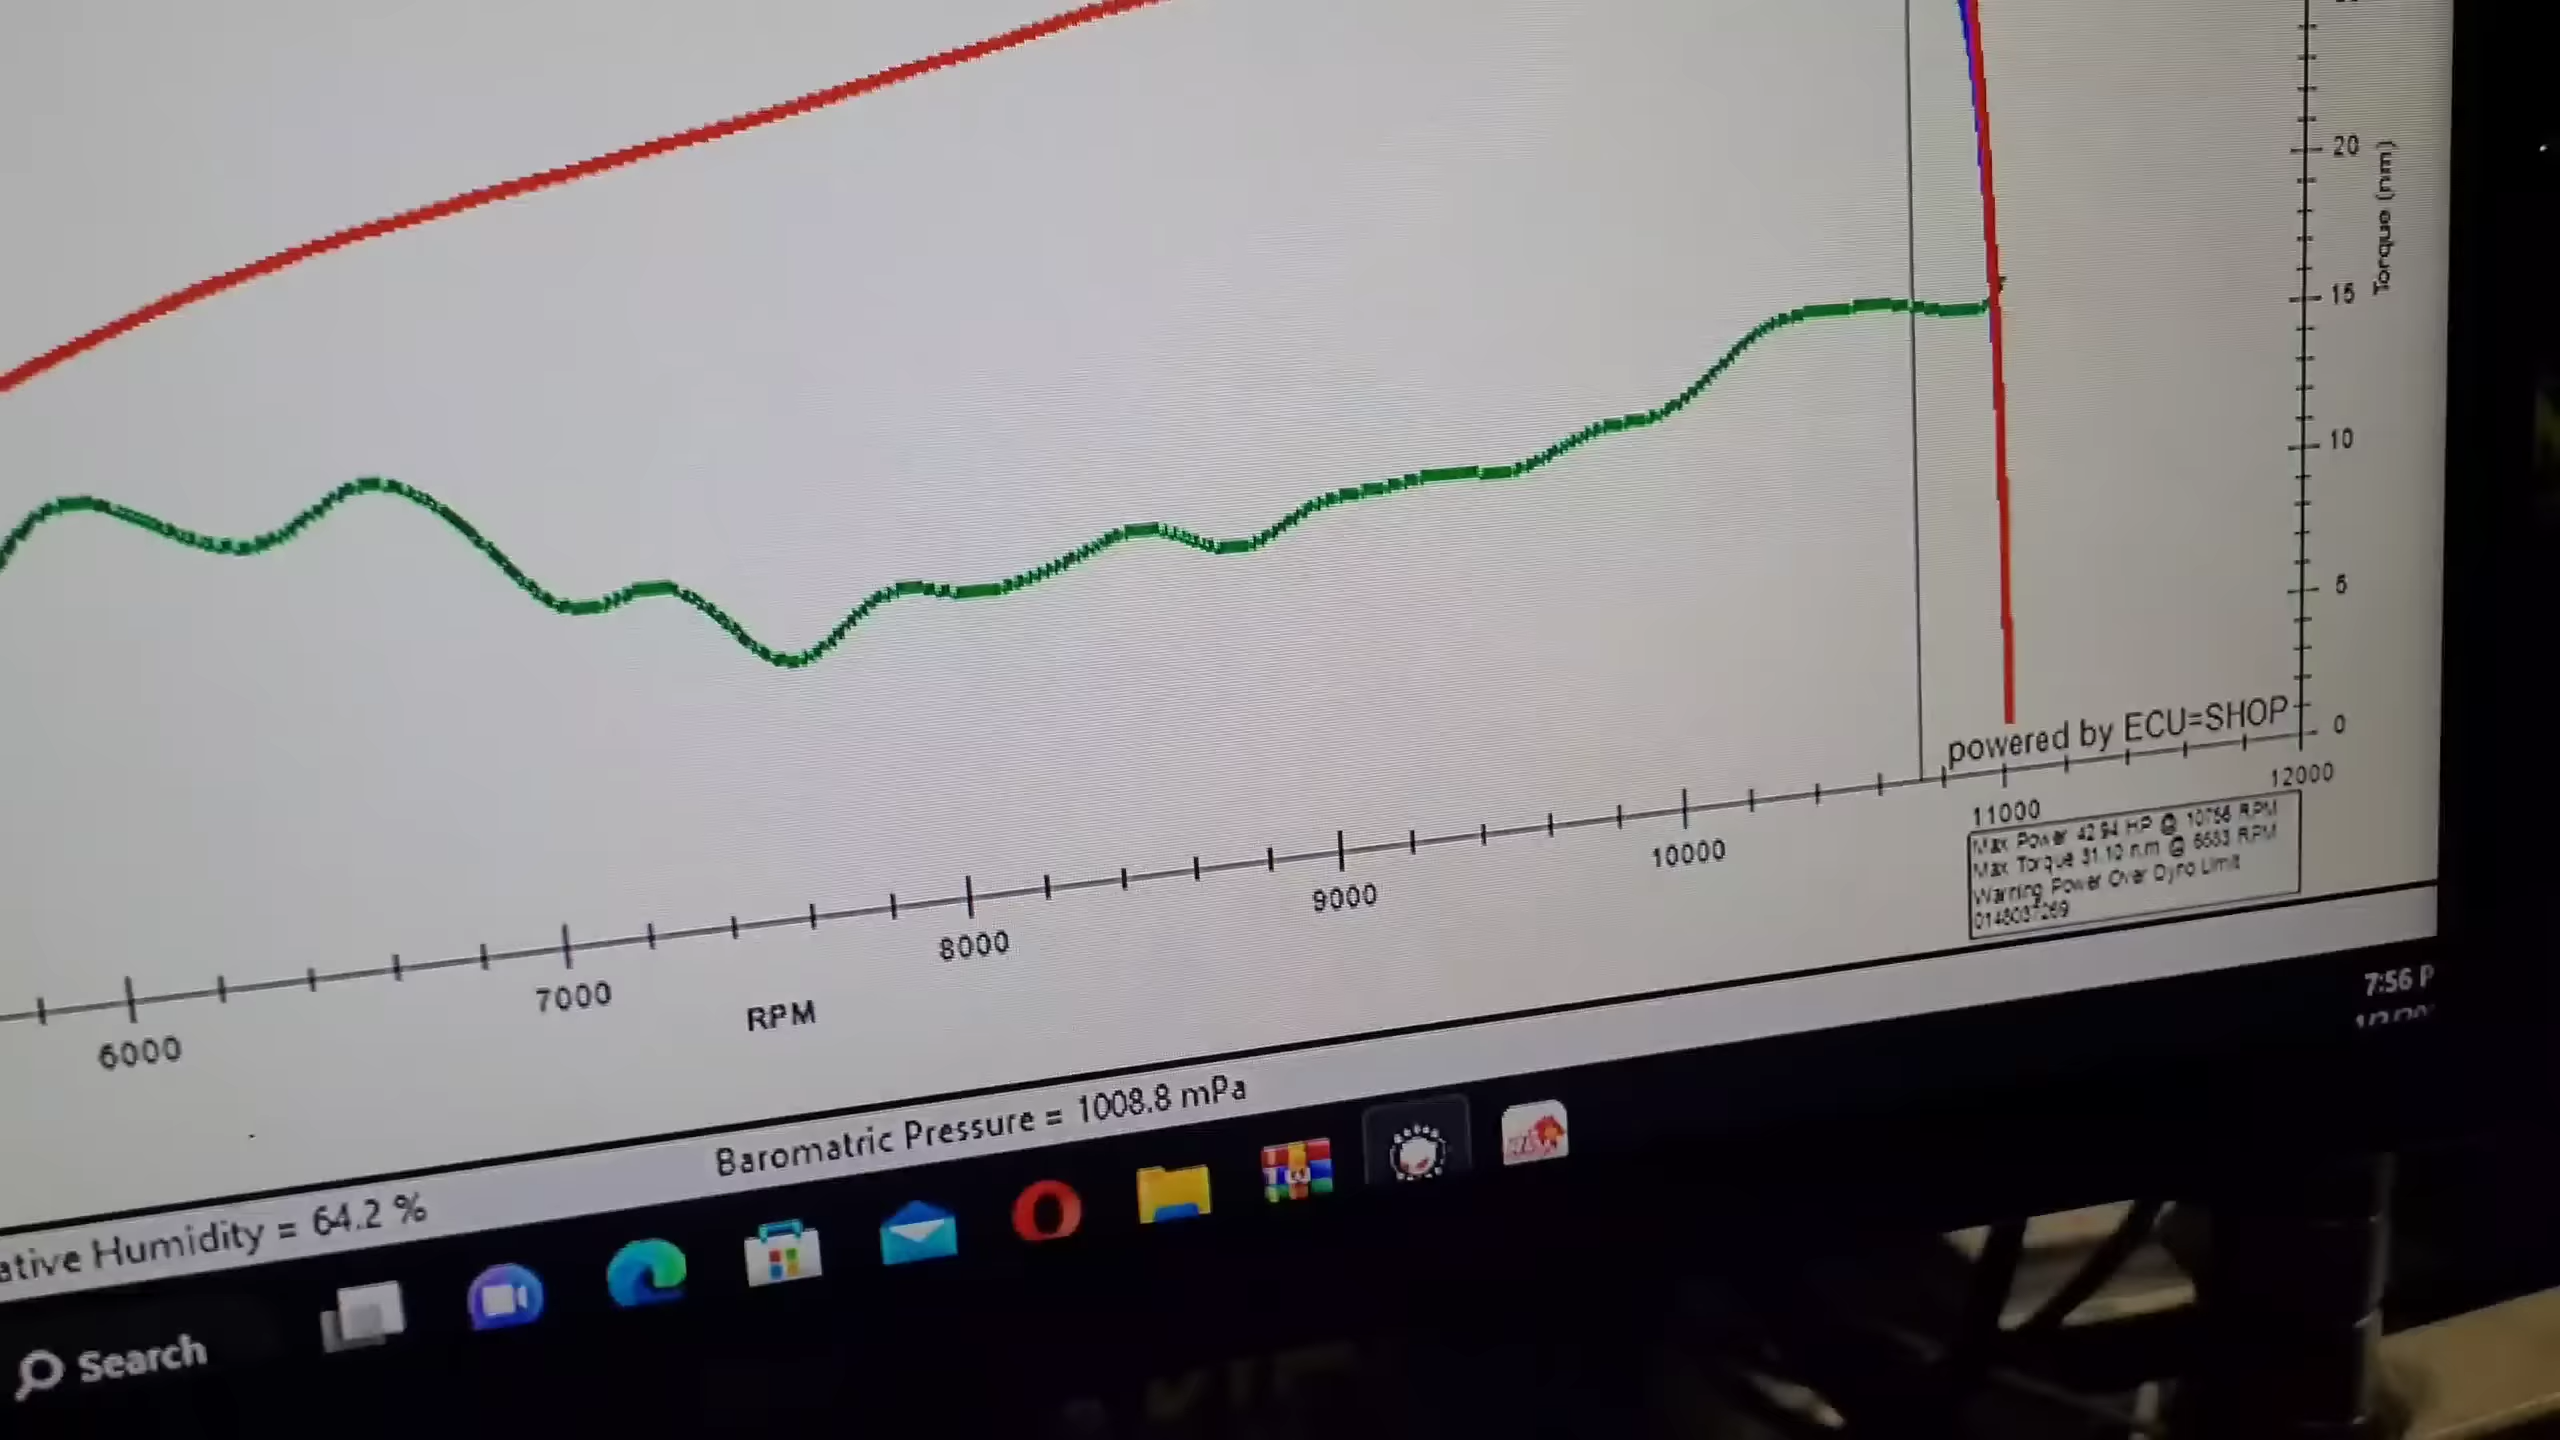 20
15
10
5
0
Torque (nm)
powered by ECU=SHOP
6000
7000
8000
9000
10000
11000
12000
RPM
Max Power 42.94 HP @ RPM
Max Torque 31.10 n.m @ RPM
Warning Power Over Dyno Limit
Baromatric Pressure = 1008.8 mPa
ative Humidity = 64.2 %
7:56 P
Search